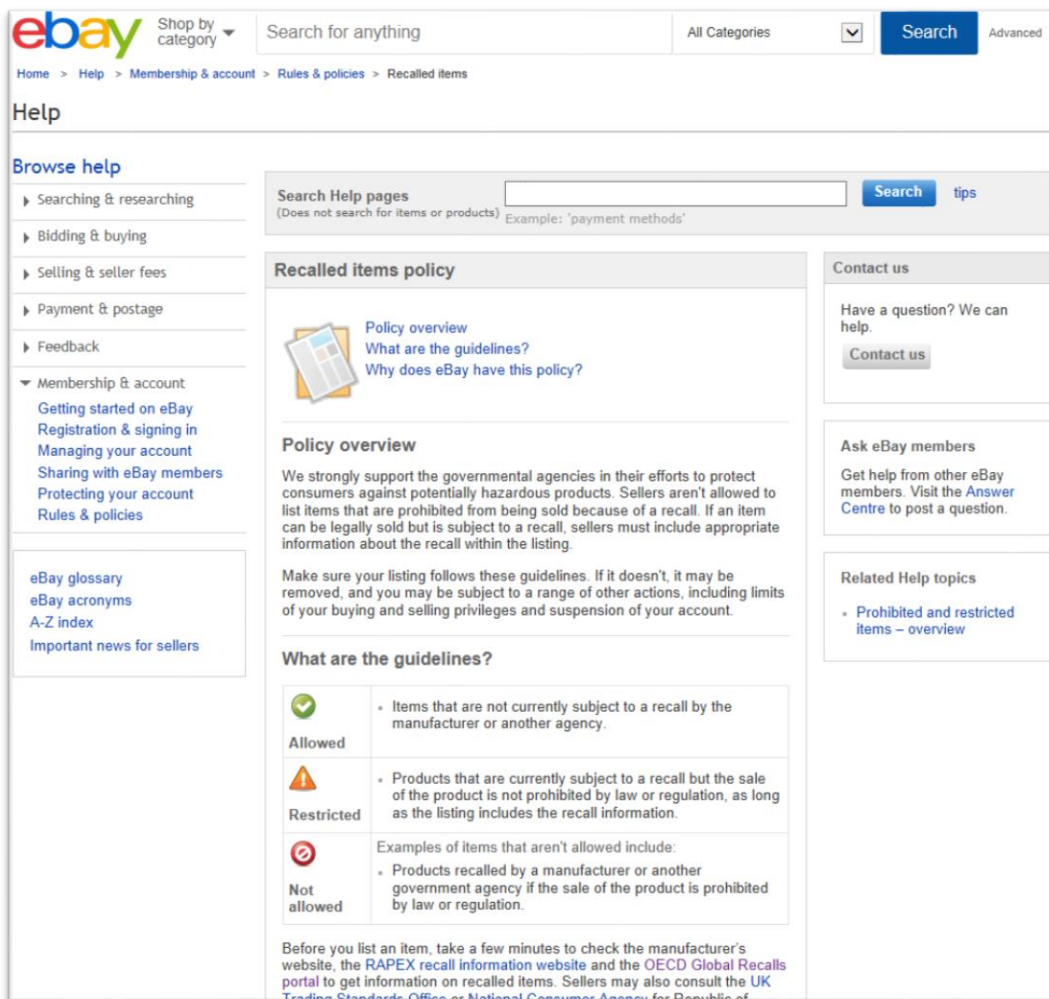 ebay
Shop by
category
Search for anything
All Categories
Search
Advanced
Home > Help > Membership & account > Rules & policies > Recalled items
Help
Browse help
Searching & researching
Bidding & buying
Selling & seller fees
Payment & postage
Feedback
Membership & account
Getting started on eBay
Registration & signing in
Managing your account
Sharing with eBay members
Protecting your account
Rules & policies
eBay glossary
eBay acronyms
A-Z index
Important news for sellers
Search Help pages
(Does not search for items or products)
Example: 'payment methods'
Search
tips
Recalled items policy
Policy overview
What are the guidelines?
Why does eBay have this policy?
Policy overview
We strongly support the governmental agencies in their efforts to protect
consumers against potentially hazardous products. Sellers aren't allowed to
list items that are prohibited from being sold because of a recall. If an item
can be legally sold but is subject to a recall, sellers must include appropriate
information about the recall within the listing.
Make sure your listing follows these guidelines. If it doesn't, it may be
removed, and you may be subject to a range of other actions, including limits
of your buying and selling privileges and suspension of your account.
What are the guidelines?
Allowed
• Items that are not currently subject to a recall by the
manufacturer or another agency.
Restricted
• Products that are currently subject to a recall but the sale
of the product is not prohibited by law or regulation, as long
as the listing includes the recall information.
Not
allowed
Examples of items that aren't allowed include:
• Products recalled by a manufacturer or another
government agency if the sale of the product is prohibited
by law or regulation.
Before you list an item, take a few minutes to check the manufacturer's
website, the RAPEX recall information website and the OECD Global Recalls
portal to get information on recalled items. Sellers may also consult the UK
Trading Standards Office or National Consumer Agency for Republic of
Contact us
Have a question? We can
help.
Contact us
Ask eBay members
Get help from other eBay
members. Visit the Answer
Centre to post a question.
Related Help topics
• Prohibited and restricted
items – overview